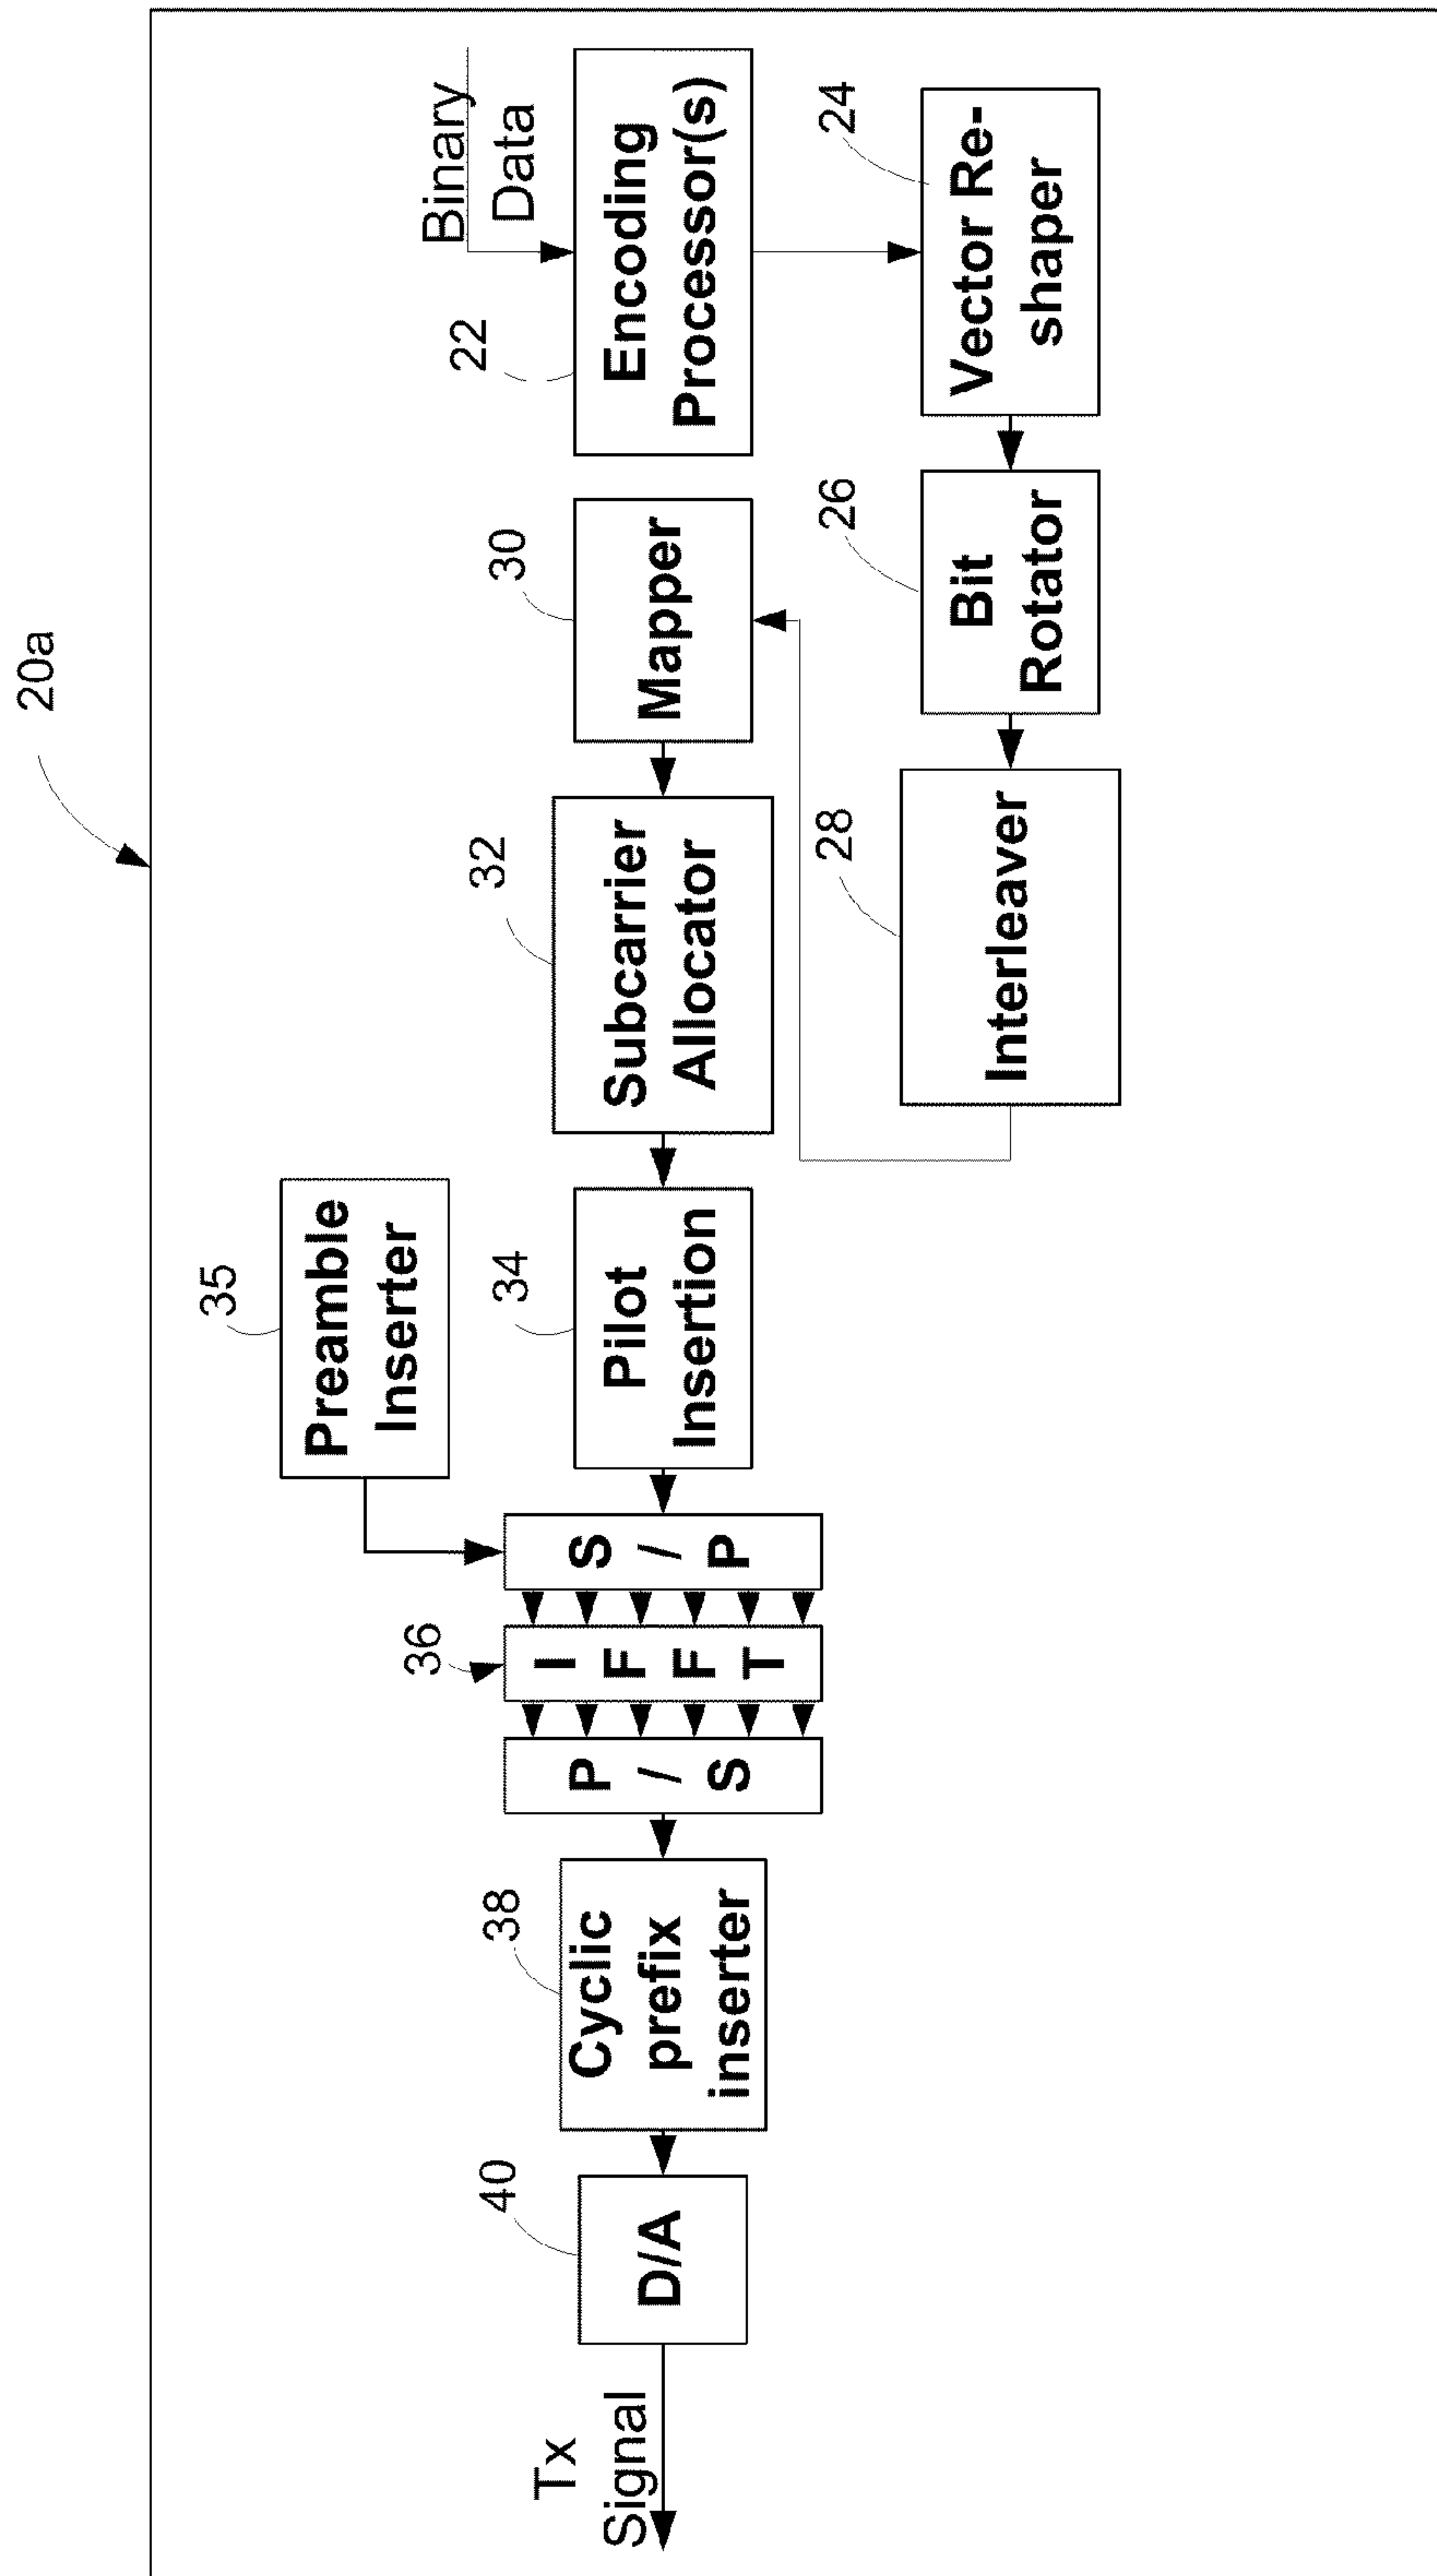 20a
Binary
Data
22
Encoding
Processor(s)
24
Vector Re-
shaper
26
Bit
Rotator
28
Interleaver
30
Mapper
32
Subcarrier
Allocator
34
Pilot
Insertion
35
Preamble
Inserter
S / P
36
I F F T
P / S
38
Cyclic
prefix
inserter
40
D/A
Tx
Signal